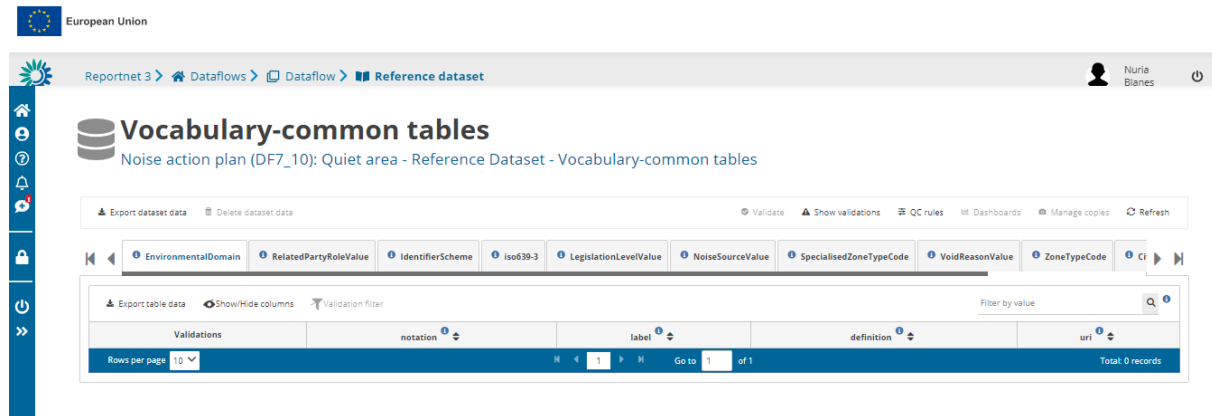 European Union
Reportnet 3 Dataflows Dataflow Reference dataset
Nuria
Blanes
Vocabulary-common tables
Noise action plan (DF7_10): Quiet area - Reference Dataset - Vocabulary-common tables
Export dataset data Delete dataset data Validate Show validations QC rules Dashboards Manage copies Refresh
EnvironmentalDomain RelatedPartyRoleValue IdentifierScheme iso639-3 LegislationLevelValue NoiseSourceValue SpecialisedZoneTypeCode VoidReasonValue ZoneTypeCode Ci
Export table data Show/Hide columns Validation filter Filter by value
Validations notation label definition uri
Rows per page 10 1 Go to 1 of 1 Total: 0 records